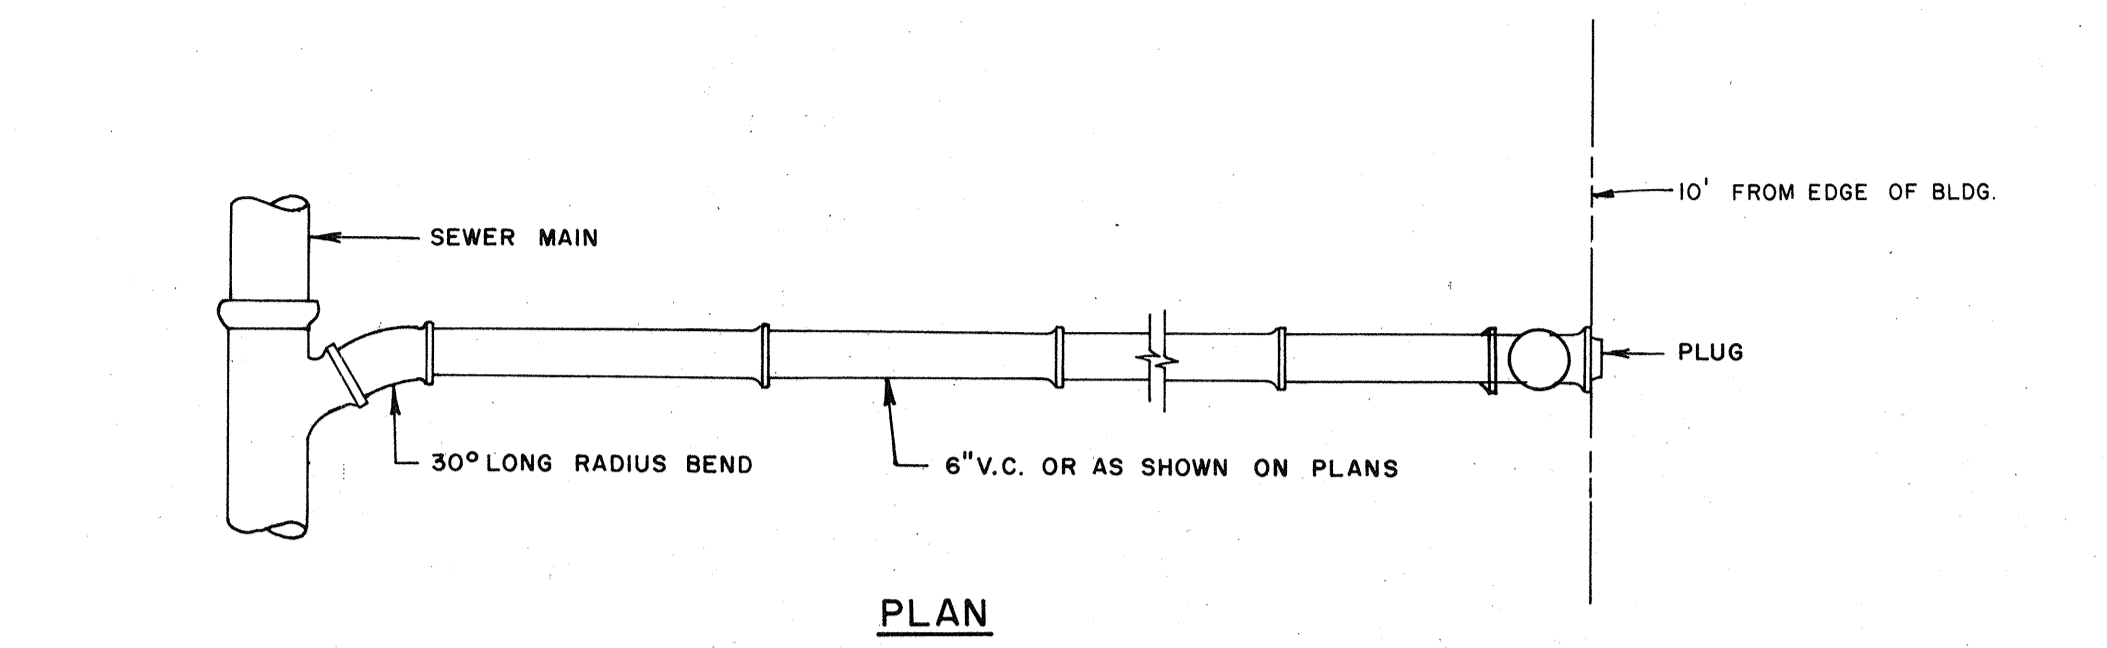 10' FROM EDGE OF BLDG.
SEWER MAIN
PLUG
30° LONG RADIUS BEND
6" V.C. OR AS SHOWN ON PLANS
PLAN